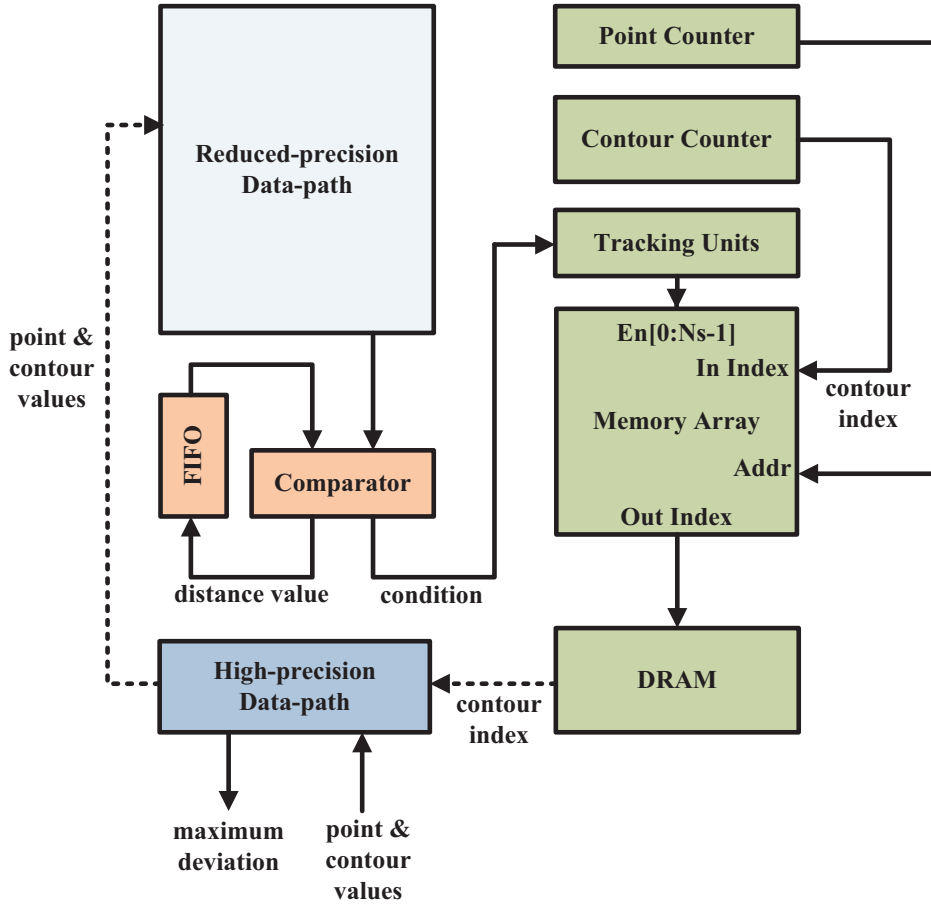 Point Counter
Reduced-precision
Data-path
Contour Counter
Tracking Units
point &
contour
values
En[0:Ns-1]
In Index
contour
index
Memory Array
FIFO
Comparator
Addr
Out Index
distance value
condition
High-precision
Data-path
contour
index
DRAM
maximum
deviation
point &
contour
values